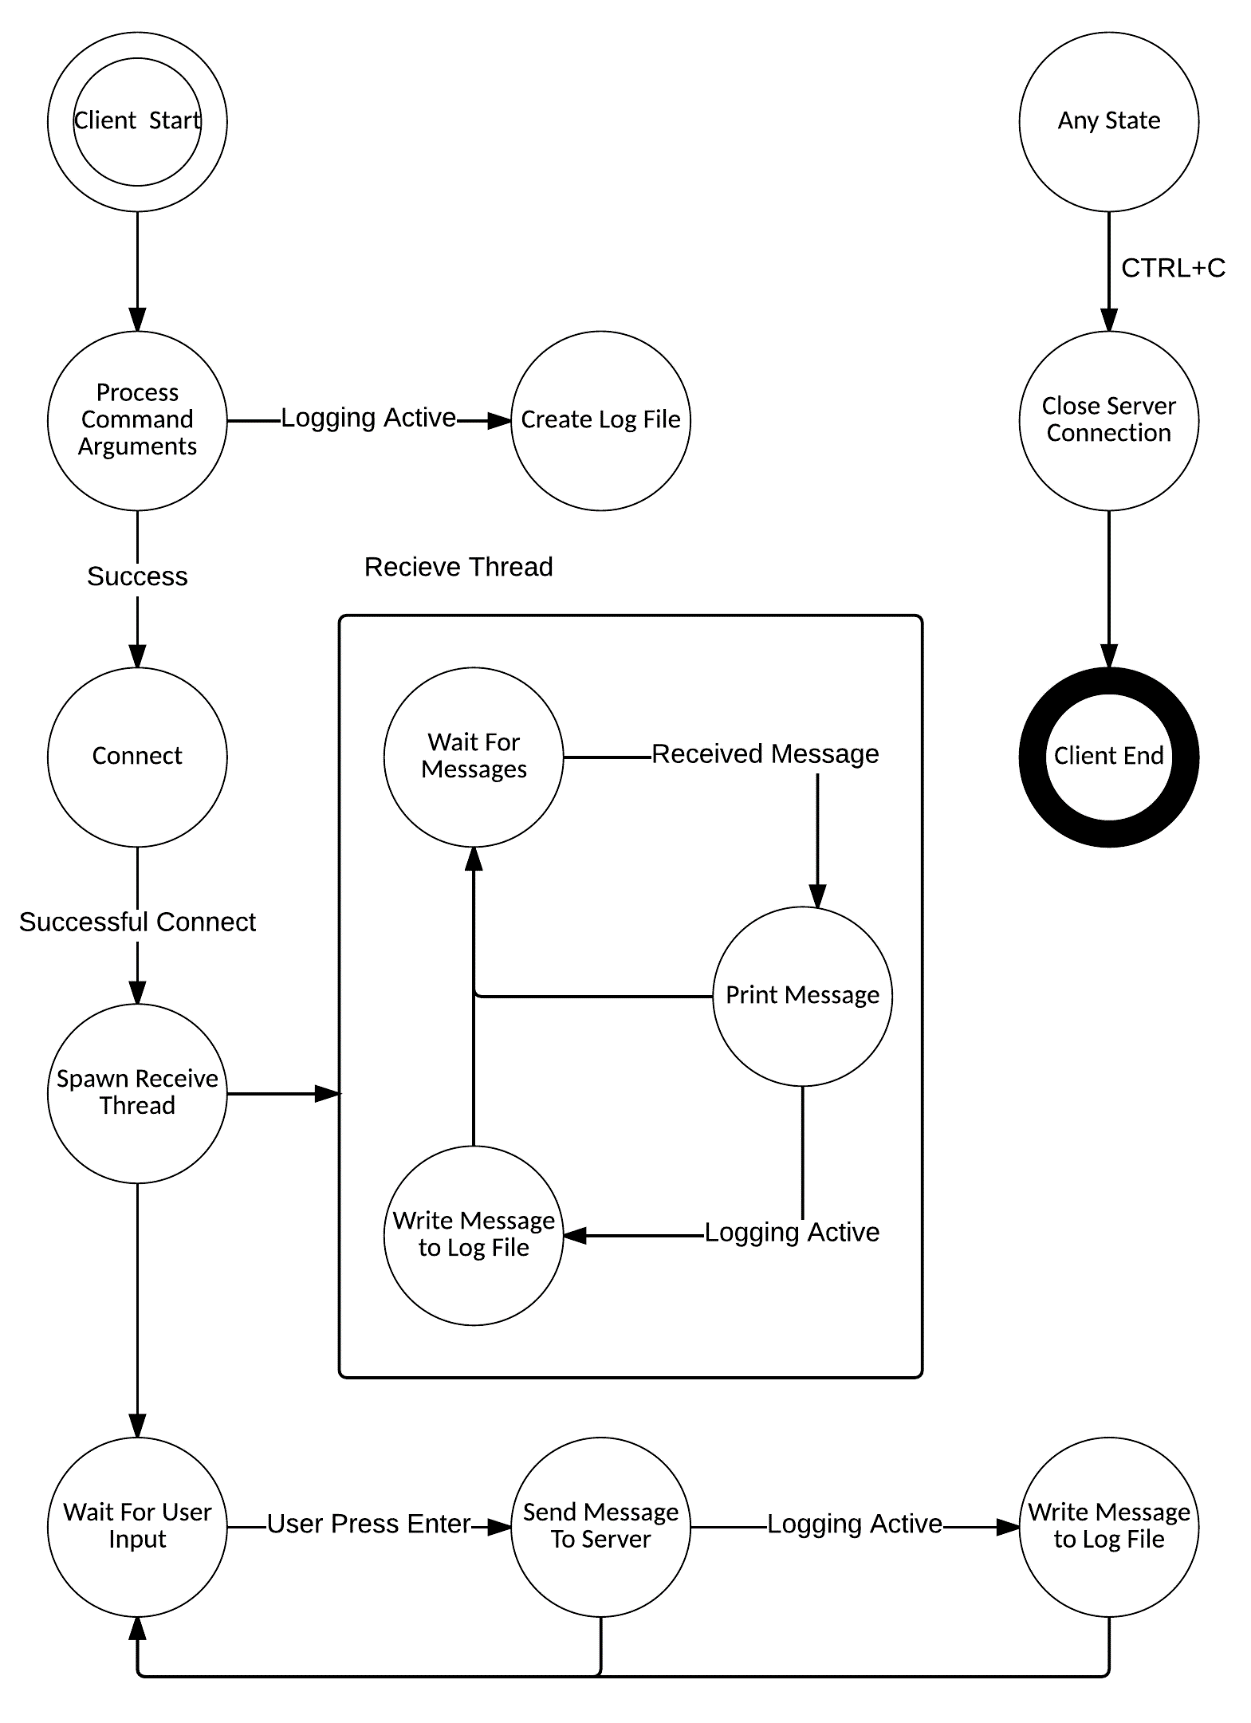 Client  Start
Any State
CTRL+C
Process
Command
Arguments
Logging Active
Create Log File
Close Server
Connection
Success
Recieve Thread
Connect
Wait For
Messages
Received Message
Client End
Successful Connect
Print Message
Spawn Receive
Thread
Write Message
to Log File
Logging Active
Wait For User
Input
User Press Enter
Send Message
To Server
Logging Active
Write Message
to Log File